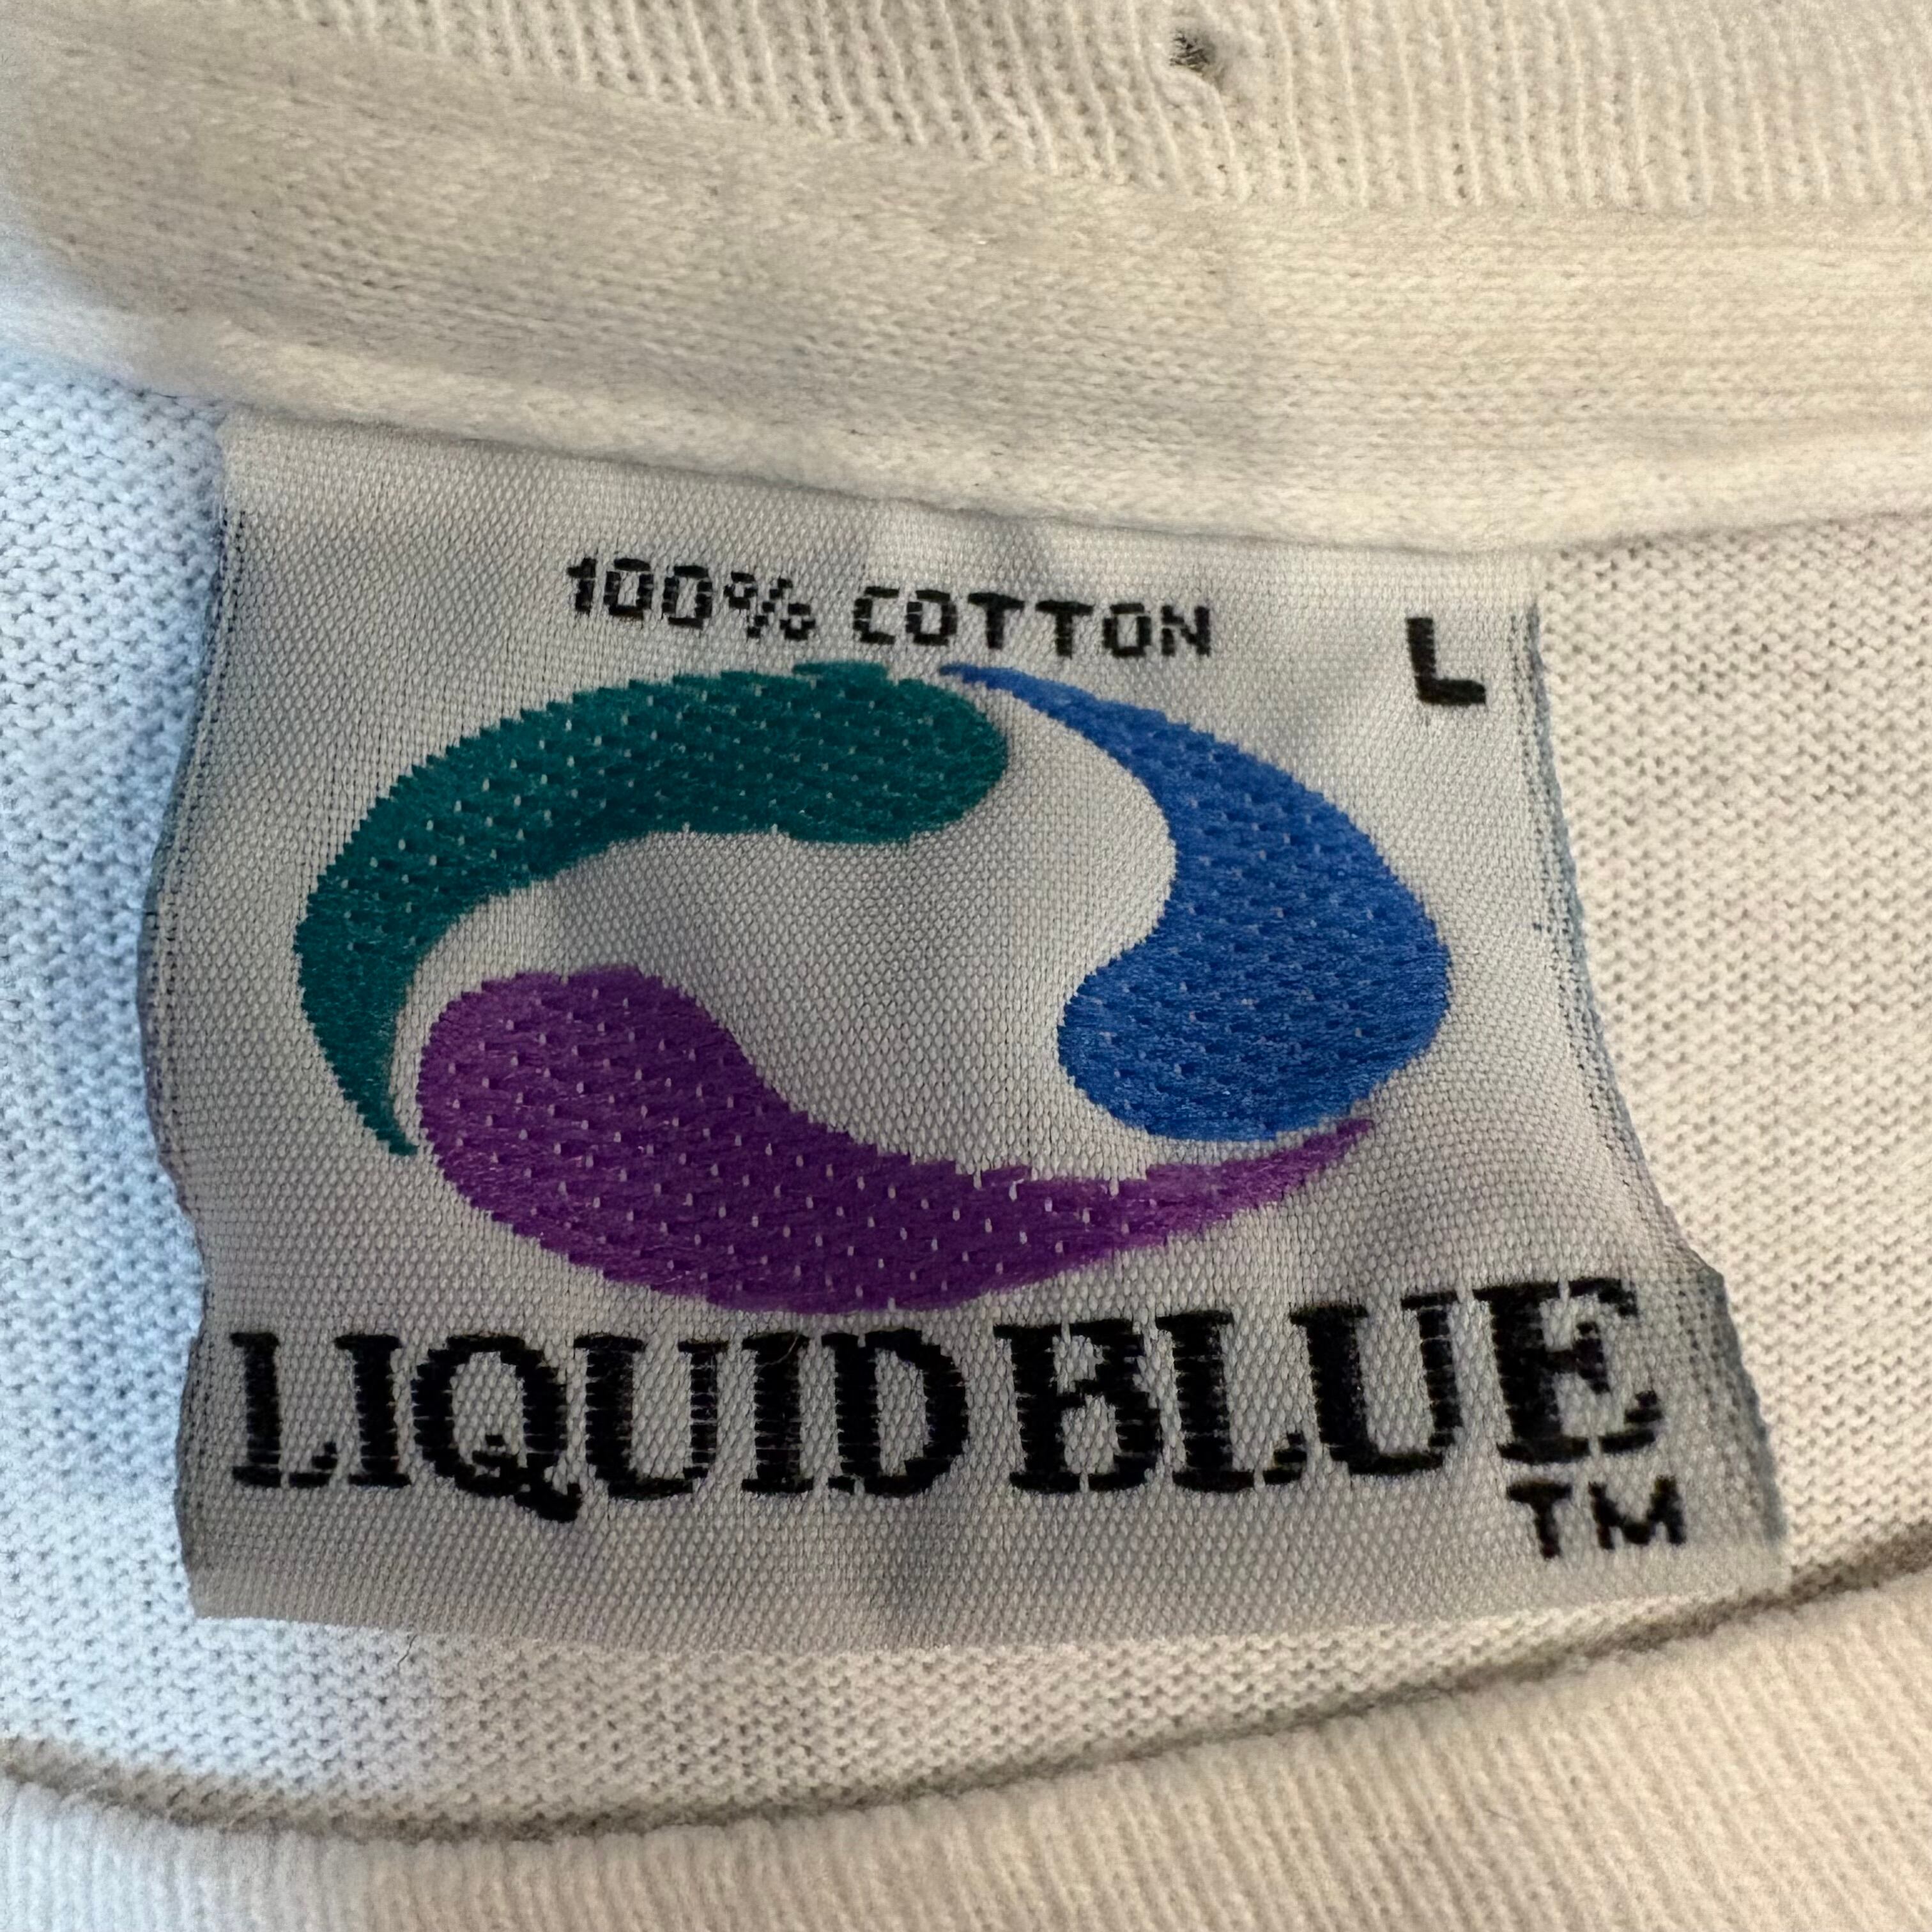 100% COTTON
L
LIQUID BLUE
TM